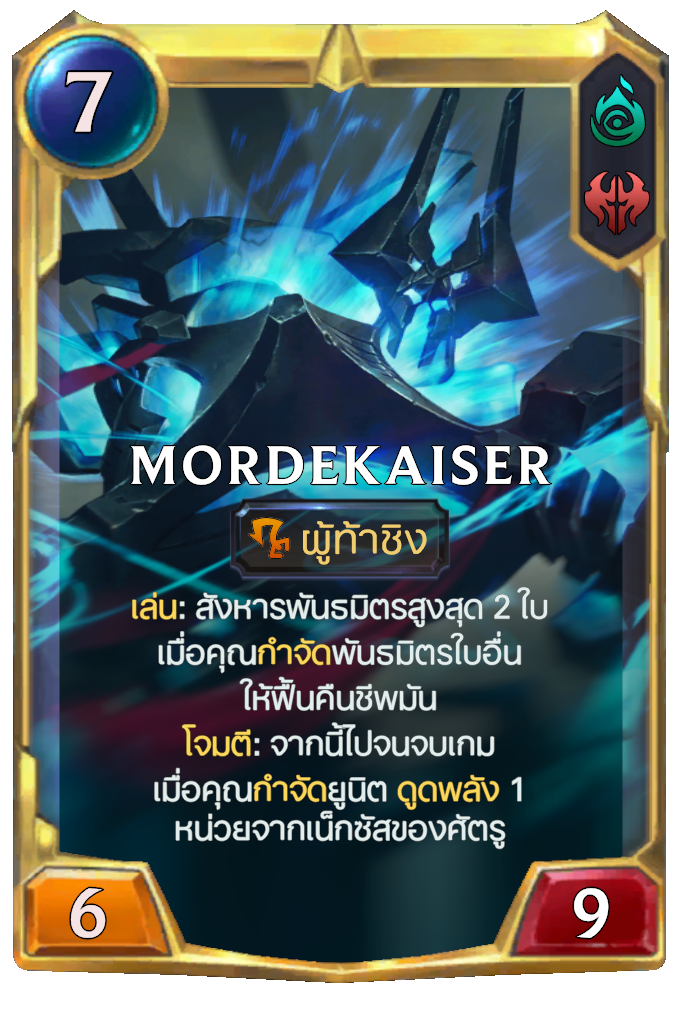 7
MORDEKAISER
ผู้ท้าชิง
เล่น: สังหารพันธมิตรสูงสุด 2 ใบ
เมื่อคุณกำจัดพันธมิตรใบอื่น
ให้ฟื้นคืนชีพมัน
โจมตี: จากนี้ไปจนจบเกม
เมื่อคุณกำจัดยูนิต ดูดพลัง 1
หน่วยจากเน็กซัสของศัตรู
6
9